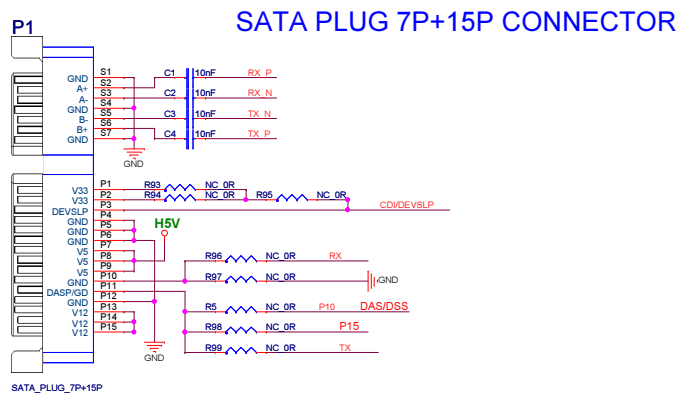 SATA PLUG 7P+15P CONNECTOR
P1
GND S1
A+ S2 C1 10nF RX_P
A- S3 C2 10nF RX_N
GND S4
B- S5 C3 10nF TX_N
B+ S6 C4 10nF TX_P
GND S7
GND
V33 P1 R93 NC_0R
V33 P2 R94 NC_0R R95 NC_0R
DEVSLP P3 CDI/DEVSLP
GND P4
GND P5 H5V
GND P6
V5 P7
V5 P8 R96 NC_0R RX
V5 P9
GND P10 R97 NC_0R GND
DASP/GD P11
GND P12
V12 P13 R5 NC_0R P10 DAS/DSS
V12 P14
V12 P15 R98 NC_0R P15
R99 NC_0R TX
GND
SATA_PLUG_7P+15P